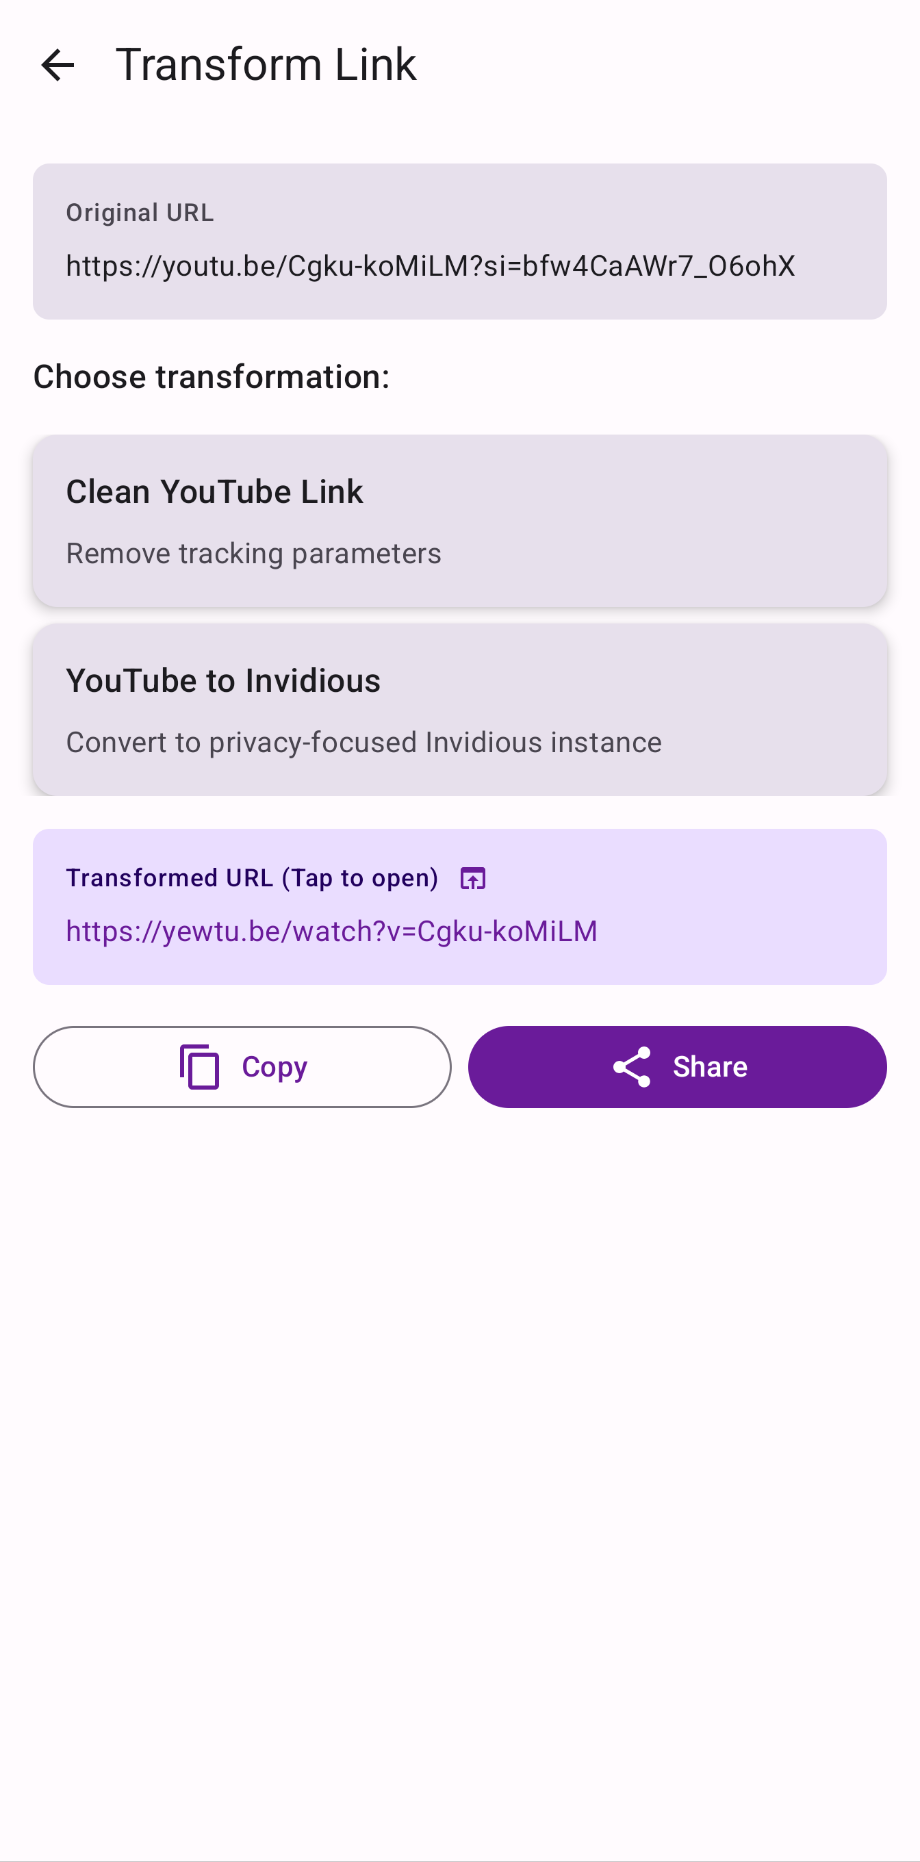 Transform Link
Original URL
https://youtu.be/Cgku-koMiLM?si=bfw4CaAWr7_O6ohX
Choose transformation:
Clean YouTube Link
Remove tracking parameters
YouTube to Invidious
Convert to privacy-focused Invidious instance
Transformed URL (Tap to open)
https://yewtu.be/watch?v=Cgku-koMiLM
Copy
Share